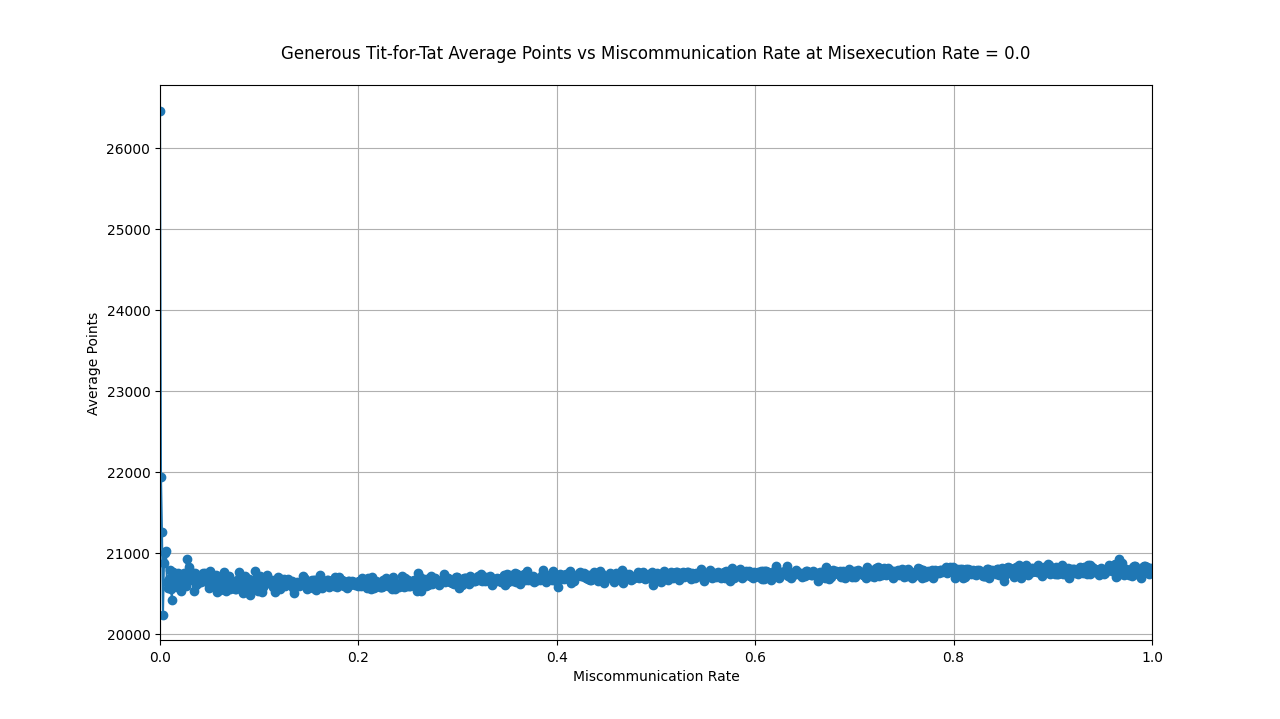 Generous Tit-for-Tat Average Points vs Miscommunication Rate at Misexecution Rate = 0.0
26000
25000
24000
23000
22000
21000
20000
Average Points
0.0 0.2 0.4 0.6 0.8 1.0
Miscommunication Rate